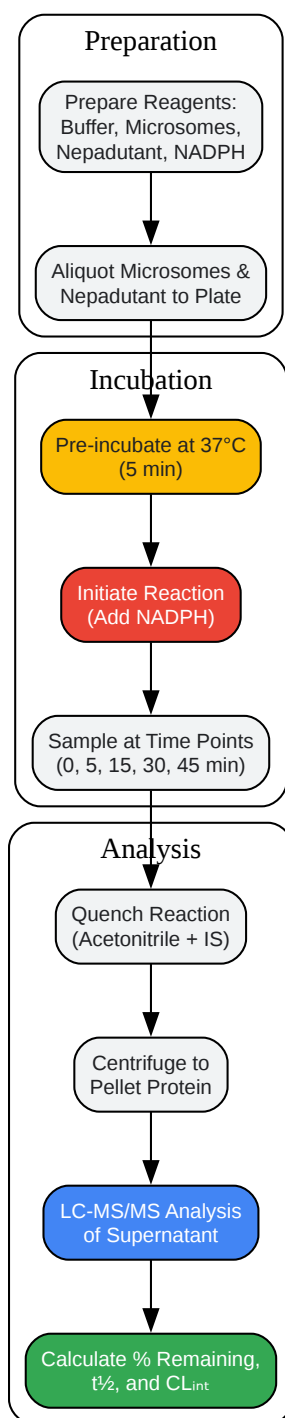 Preparation
Prepare Reagents:
Buffer, Microsomes,
Nepadutant, NADPH
Aliquot Microsomes &
Nepadutant to Plate
Incubation
Pre-incubate at 37°C
(5 min)
Initiate Reaction
(Add NADPH)
Sample at Time Points
(0, 5, 15, 30, 45 min)
Analysis
Quench Reaction
(Acetonitrile + IS)
Centrifuge to
Pellet Protein
LC-MS/MS Analysis
of Supernatant
Calculate % Remaining,
t½, and CLᵢₙₜ